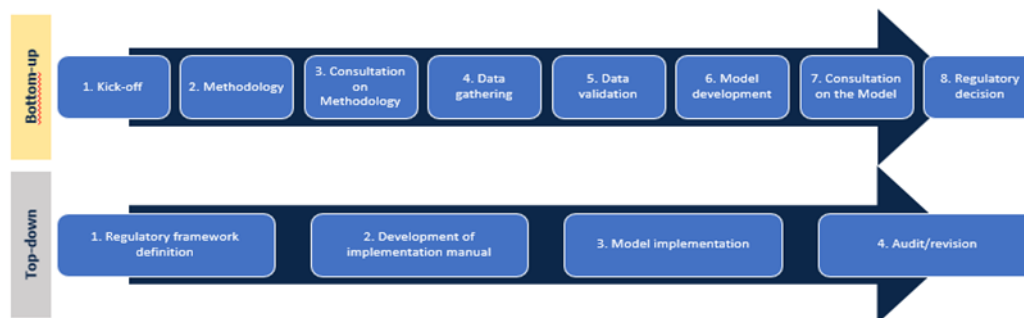 Bottom-up
1. Kick-off
2. Methodology
3. Consultation
on
Methodology
4. Data
gathering
5. Data
validation
6. Model
development
7. Consultation
on the Model
8. Regulatory
decision
Top-down
1. Regulatory framework
definition
2. Development of
implementation manual
3. Model implementation
4. Audit/revision